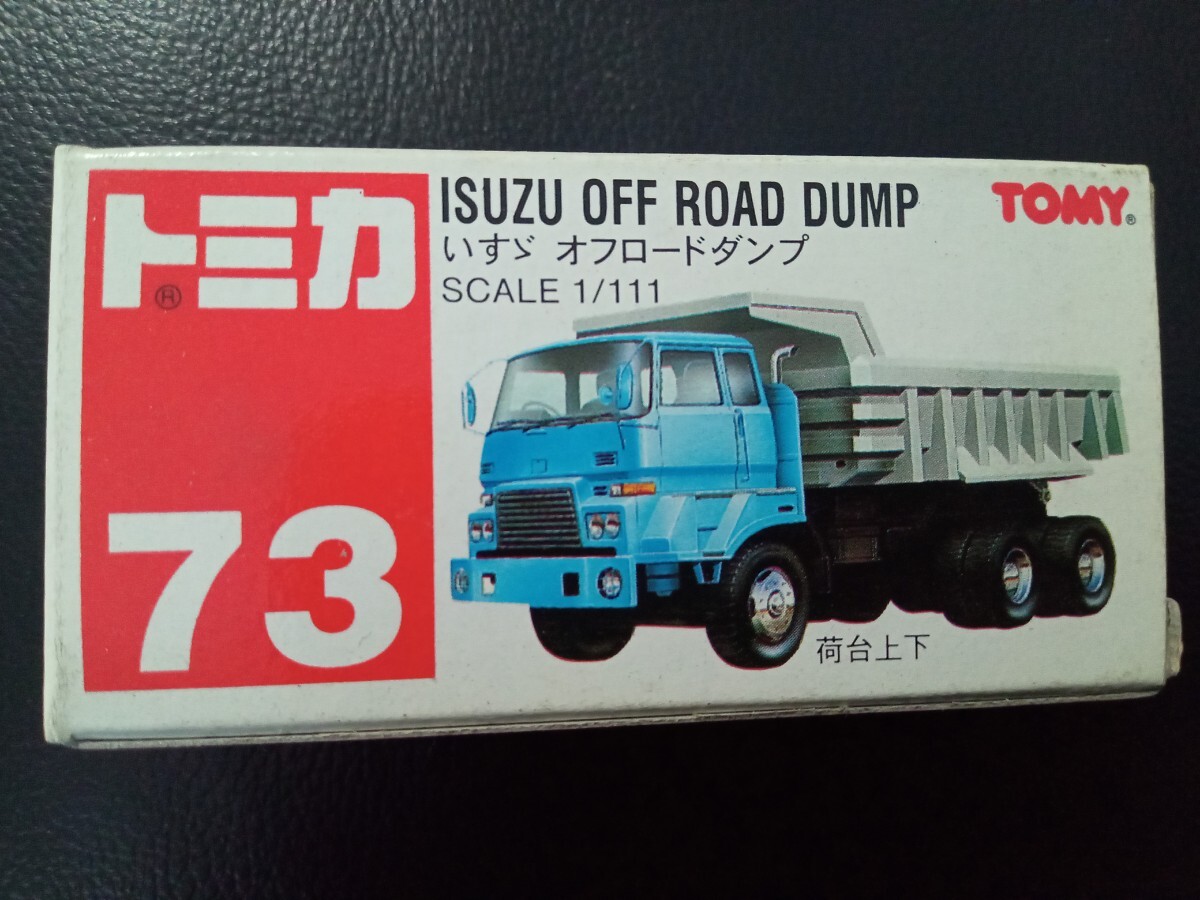 トミカ®
73
ISUZU OFF ROAD DUMP
いすゞ オフロードダンプ
SCALE 1/111
TOMY®
荷台上下